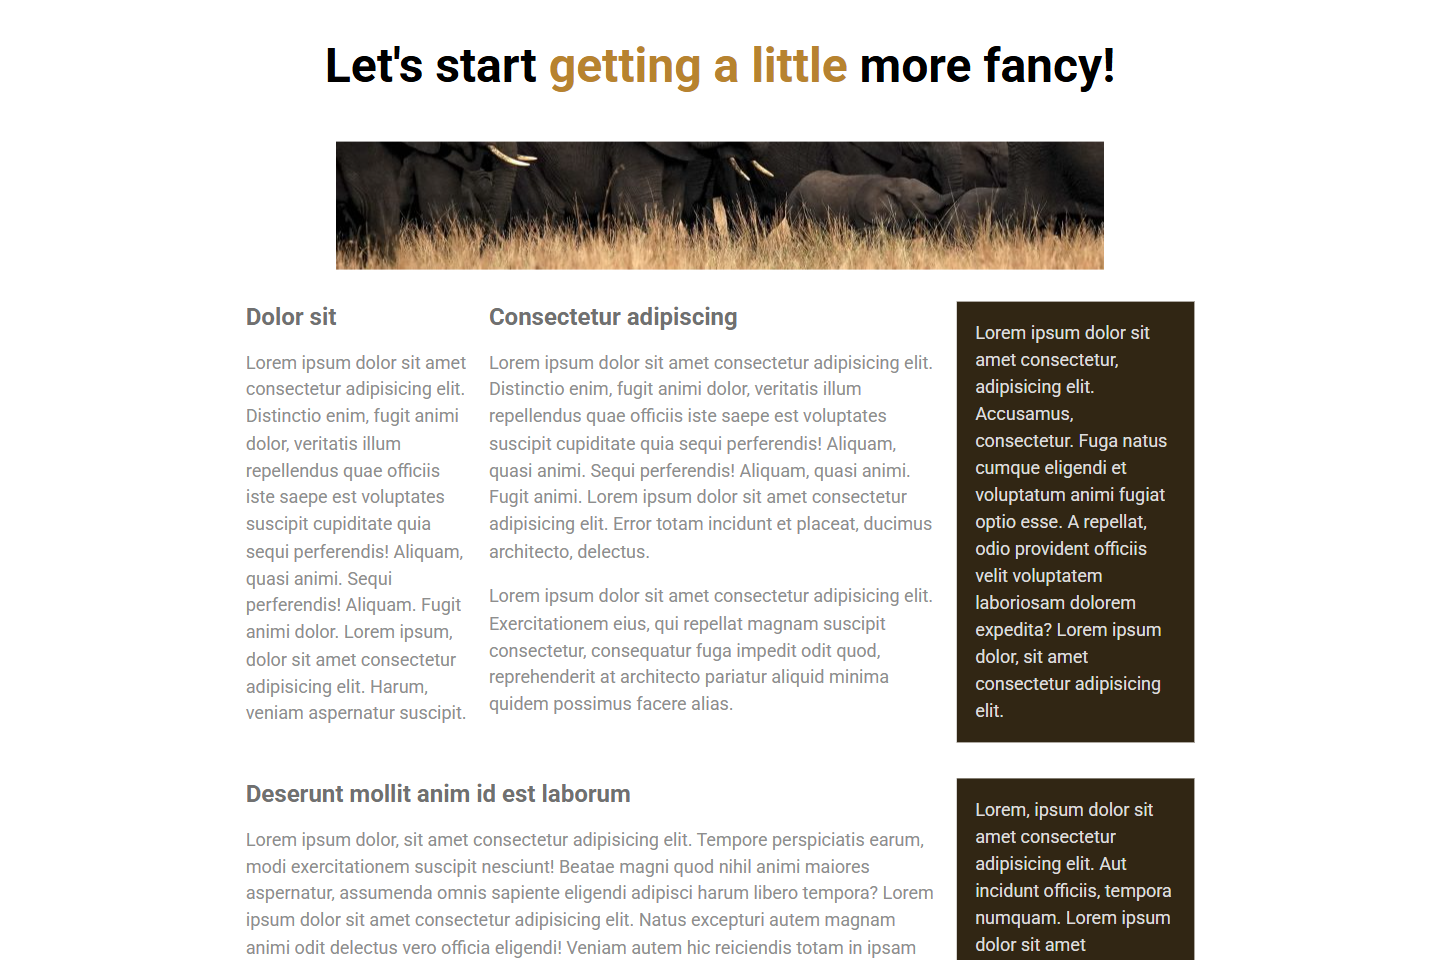 Let's start getting a little more fancy!
Dolor sit
Lorem ipsum dolor sit amet
consectetur adipisicing elit.
Distinctio enim, fugit animi
dolor, veritatis illum
repellendus quae officiis
iste saepe est voluptates
suscipit cupiditate quia
sequi perferendis! Aliquam,
quasi animi. Sequi
perferendis! Aliquam. Fugit
animi dolor. Lorem ipsum,
dolor sit amet consectetur
adipisicing elit. Harum,
veniam aspernatur suscipit.
Consectetur adipiscing
Lorem ipsum dolor sit amet consectetur adipisicing elit.
Distinctio enim, fugit animi dolor, veritatis illum
repellendus quae officiis iste saepe est voluptates
suscipit cupiditate quia sequi perferendis! Aliquam,
quasi animi. Sequi perferendis! Aliquam, quasi animi.
Fugit animi. Lorem ipsum dolor sit amet consectetur
adipisicing elit. Error totam incidunt et placeat, ducimus
architecto, delectus.
Lorem ipsum dolor sit amet consectetur adipisicing elit.
Exercitationem eius, qui repellat magnam suscipit
consectetur, consequatur fuga impedit odit quod,
reprehenderit at architecto pariatur aliquid minima
quidem possimus facere alias.
Lorem ipsum dolor sit
amet consectetur,
adipisicing elit.
Accusamus,
consectetur. Fuga natus
cumque eligendi et
voluptatum animi fugiat
optio esse. A repellat,
odio provident officiis
velit voluptatem
laboriosam dolorem
expedita? Lorem ipsum
dolor, sit amet
consectetur adipisicing
elit.
Deserunt mollit anim id est laborum
Lorem ipsum dolor, sit amet consectetur adipisicing elit. Tempore perspiciatis earum,
modi exercitationem suscipit nesciunt! Beatae magni quod nihil animi maiores
aspernatur, assumenda omnis sapiente eligendi adipisci harum libero tempora? Lorem
ipsum dolor sit amet consectetur adipisicing elit. Natus excepturi autem magnam
animi odit delectus vero officia eligendi! Veniam autem hic reiciendis totam in ipsam
Lorem, ipsum dolor sit
amet consectetur
adipisicing elit. Aut
incidunt officiis, tempora
numquam. Lorem ipsum
dolor sit amet